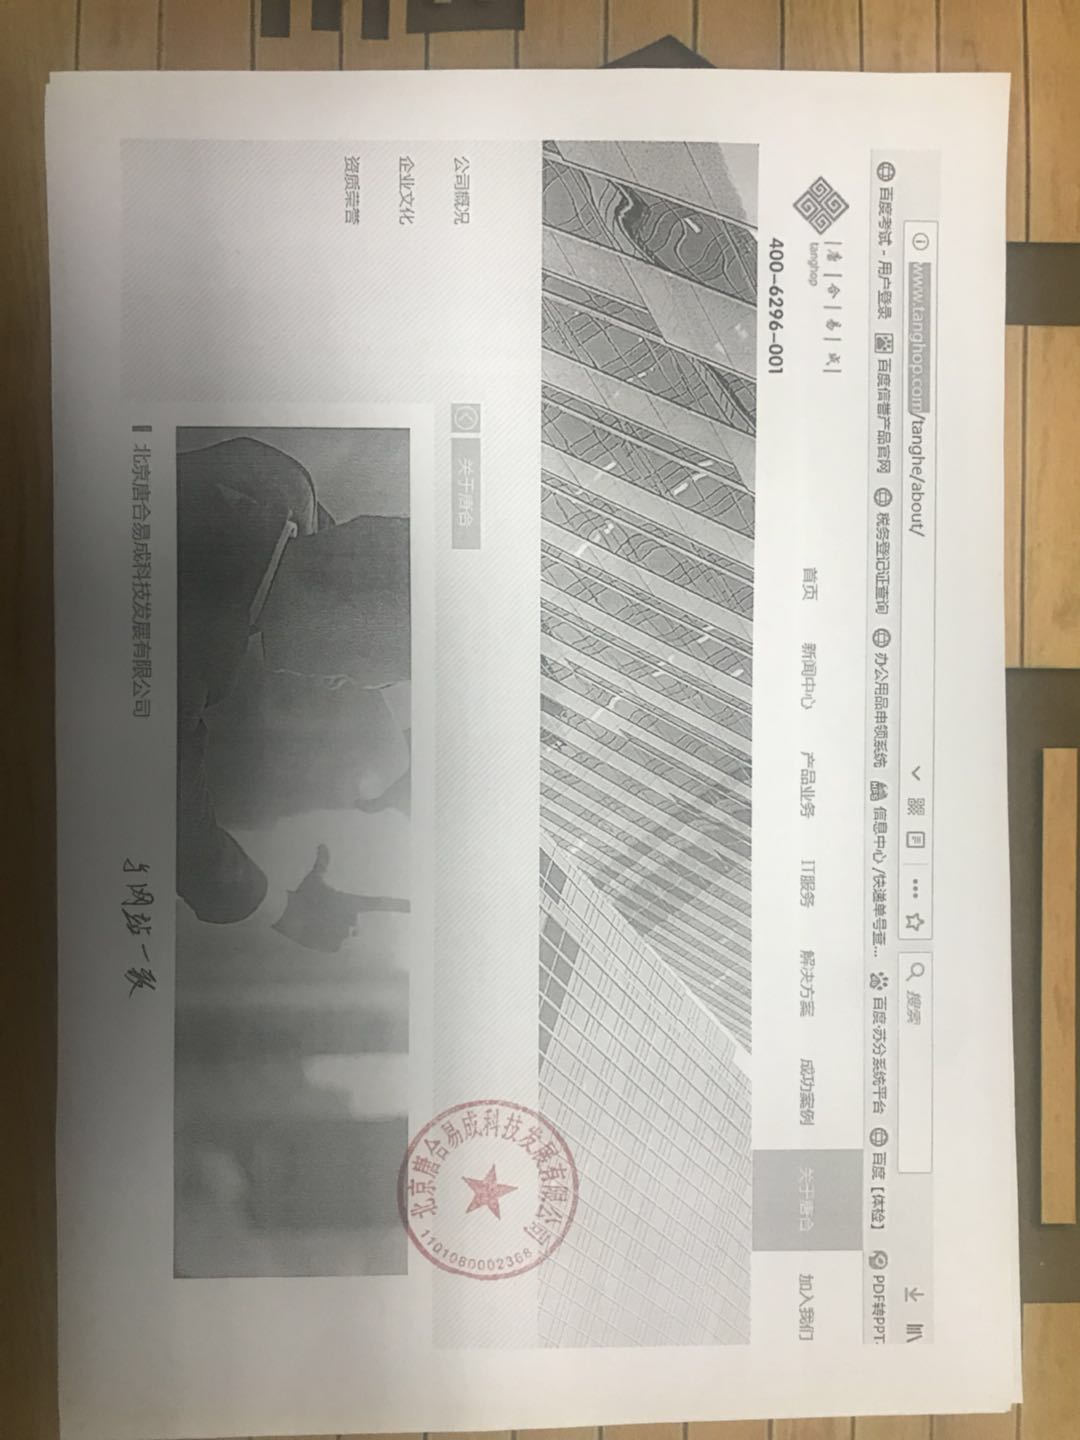 www.tanghop.com/tanghe/about/
搜索
百度考试 - 用户登录
百度信誉产品官网
税务登记证查询
办公用品申领系统
信息中心 /快递单号查...
百度·苏分系统平台
百度【体检】
PDF转PPT-
唐合易成
tanghop
400-6296-001
首页
新闻中心
产品业务
IT服务
解决方案
成功案例
关于唐合
加入我们
关于唐合
公司概况
企业文化
资质荣誉
北京唐合易成科技发展有限公司
与网站一致
北京唐合易成科技发展有限公司
1101080002368